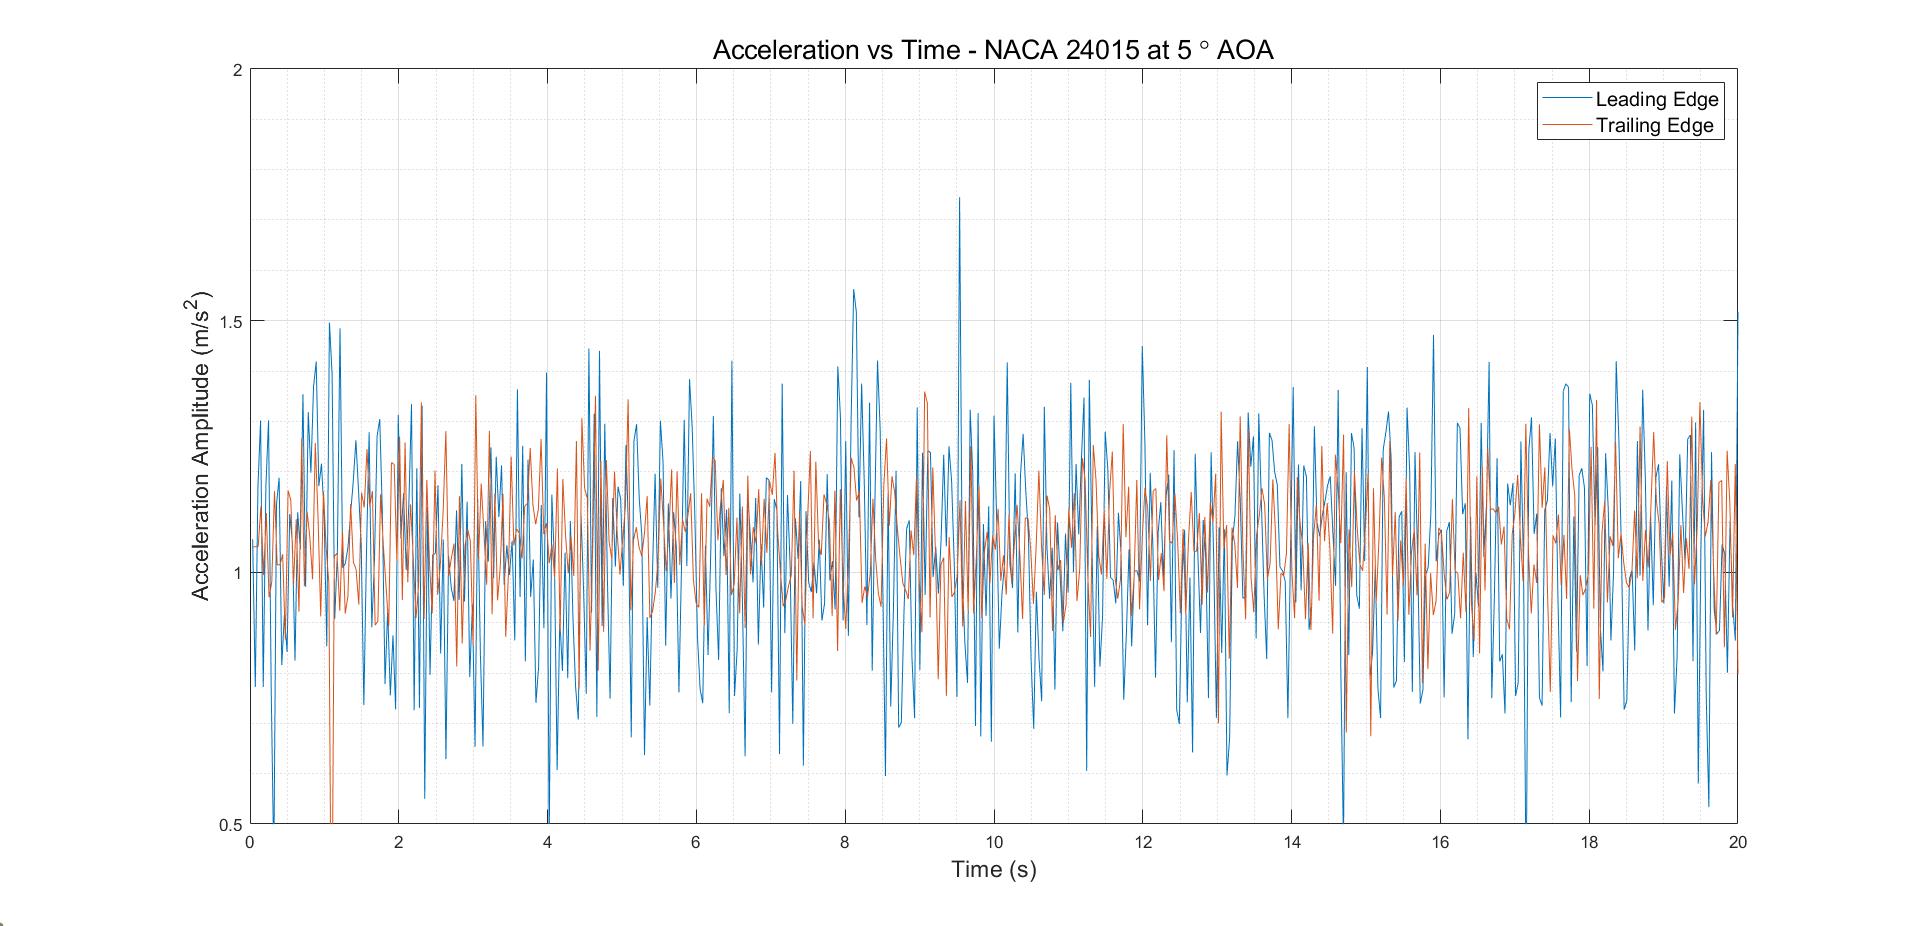 Acceleration vs Time - NACA 24015 at 5 ° AOA
Leading Edge
Trailing Edge
Acceleration Amplitude (m/s²)
2
1.5
1
0.5
0 2 4 6 8 10 12 14 16 18 20
Time (s)